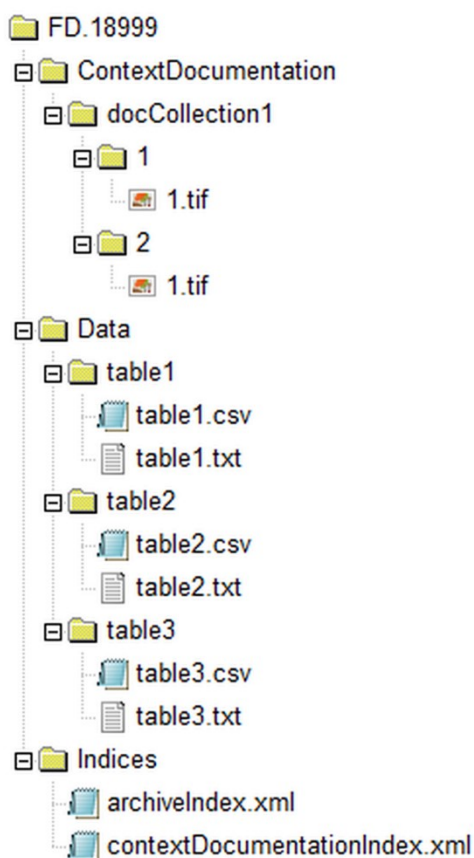 FD.18999
ContextDocumentation
docCollection1
1
1.tif
2
1.tif
Data
table1
table1.csv
table1.txt
table2
table2.csv
table2.txt
table3
table3.csv
table3.txt
Indices
archiveIndex.xml
contextDocumentationIndex.xml